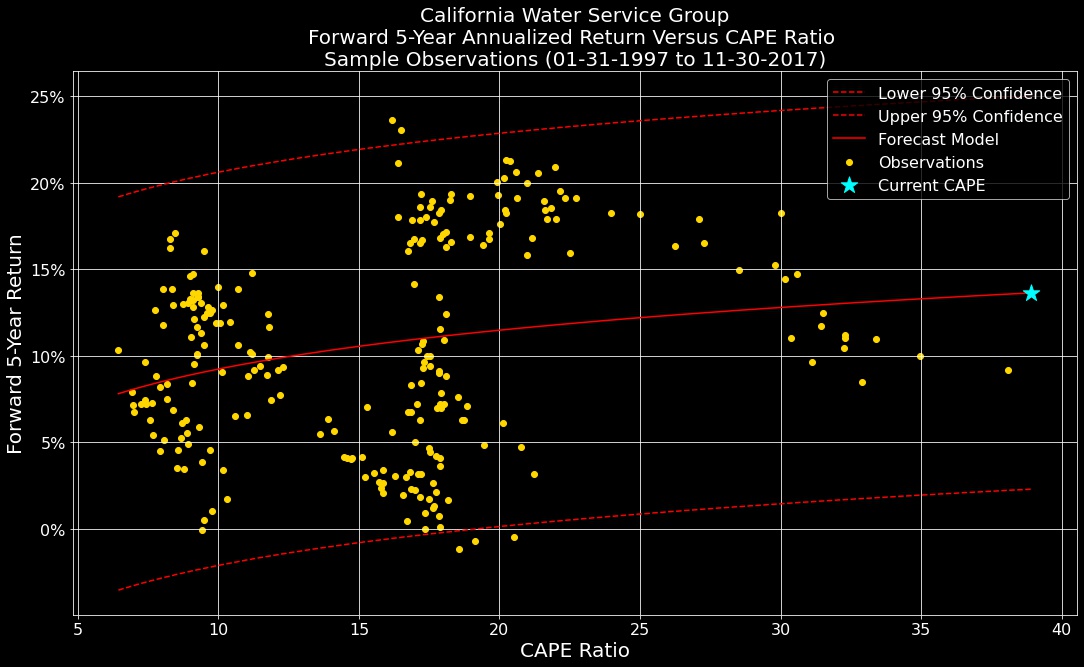 California Water Service Group
Forward 5-Year Annualized Return Versus CAPE Ratio
Sample Observations (01-31-1997 to 11-30-2017)
Lower 95% Confidence
Upper 95% Confidence
Forecast Model
Observations
Current CAPE
Forward 5-Year Return
25%
20%
15%
10%
5%
0%
5 10 15 20 25 30 35 40
CAPE Ratio